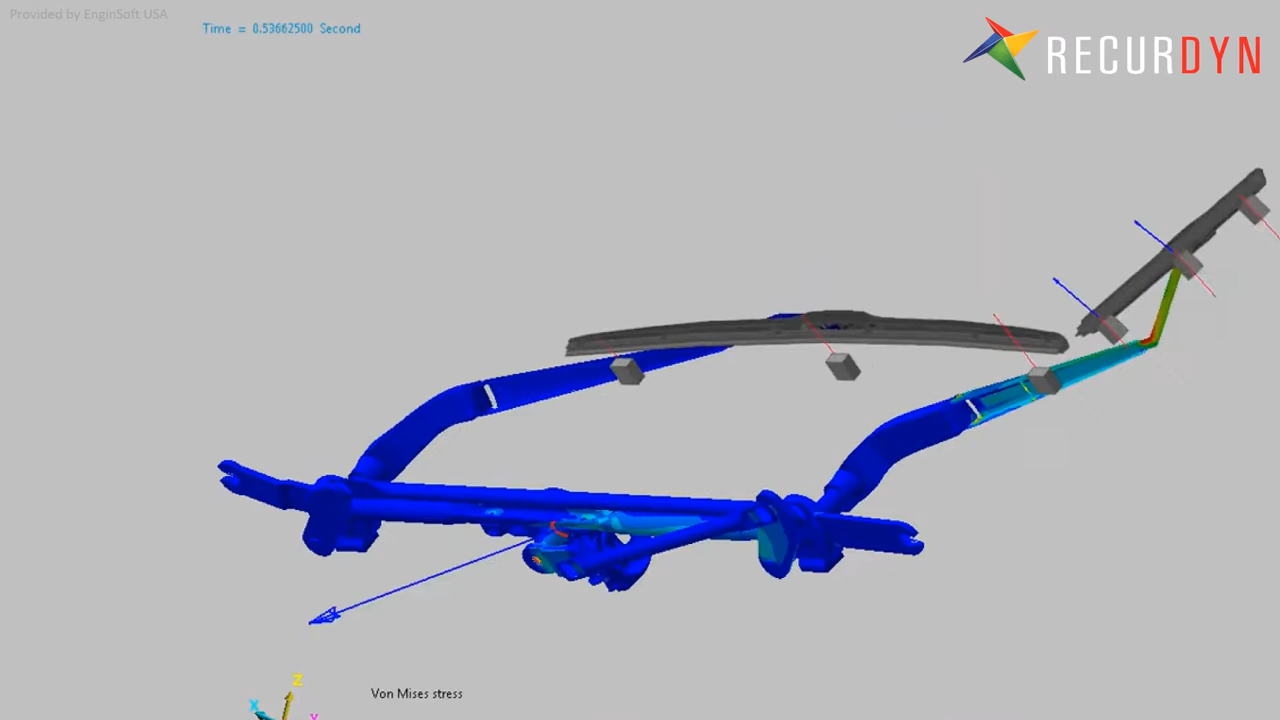 Provided by EnginSoft USA
Time = 0.53662500 Second
RECURDYN
Von Mises stress
Z
X
Y